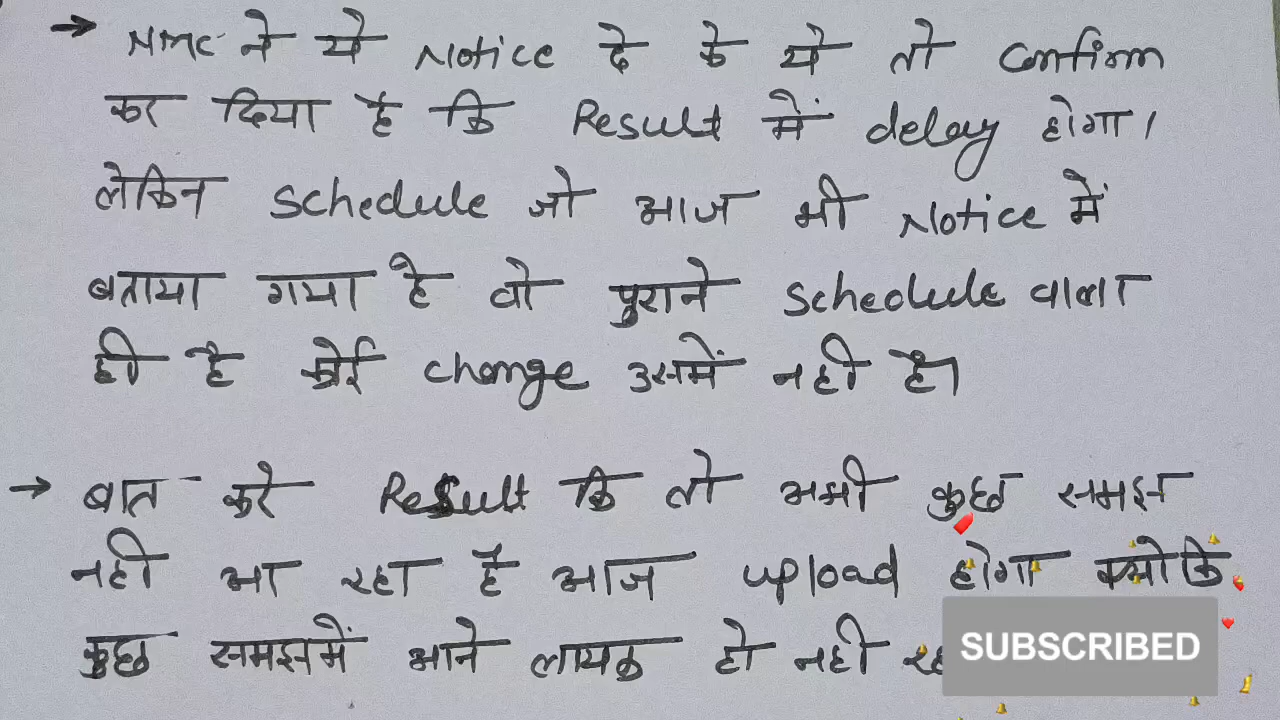 → NMC ने ये Notice दे के ये तो confirm
कर दिया है कि Result में delay होगा।
लेकिन schedule जो आज भी Notice में
बताया गया है वो पुराने schedule वाला
ही है कोई change उसमें नही है।
→ बात करे Result कि तो अभी कुछ समझ
नही आ रहा है आज upload होगा क्योकि
कुछ समझमें आने लायक हो नही
SUBSCRIBED